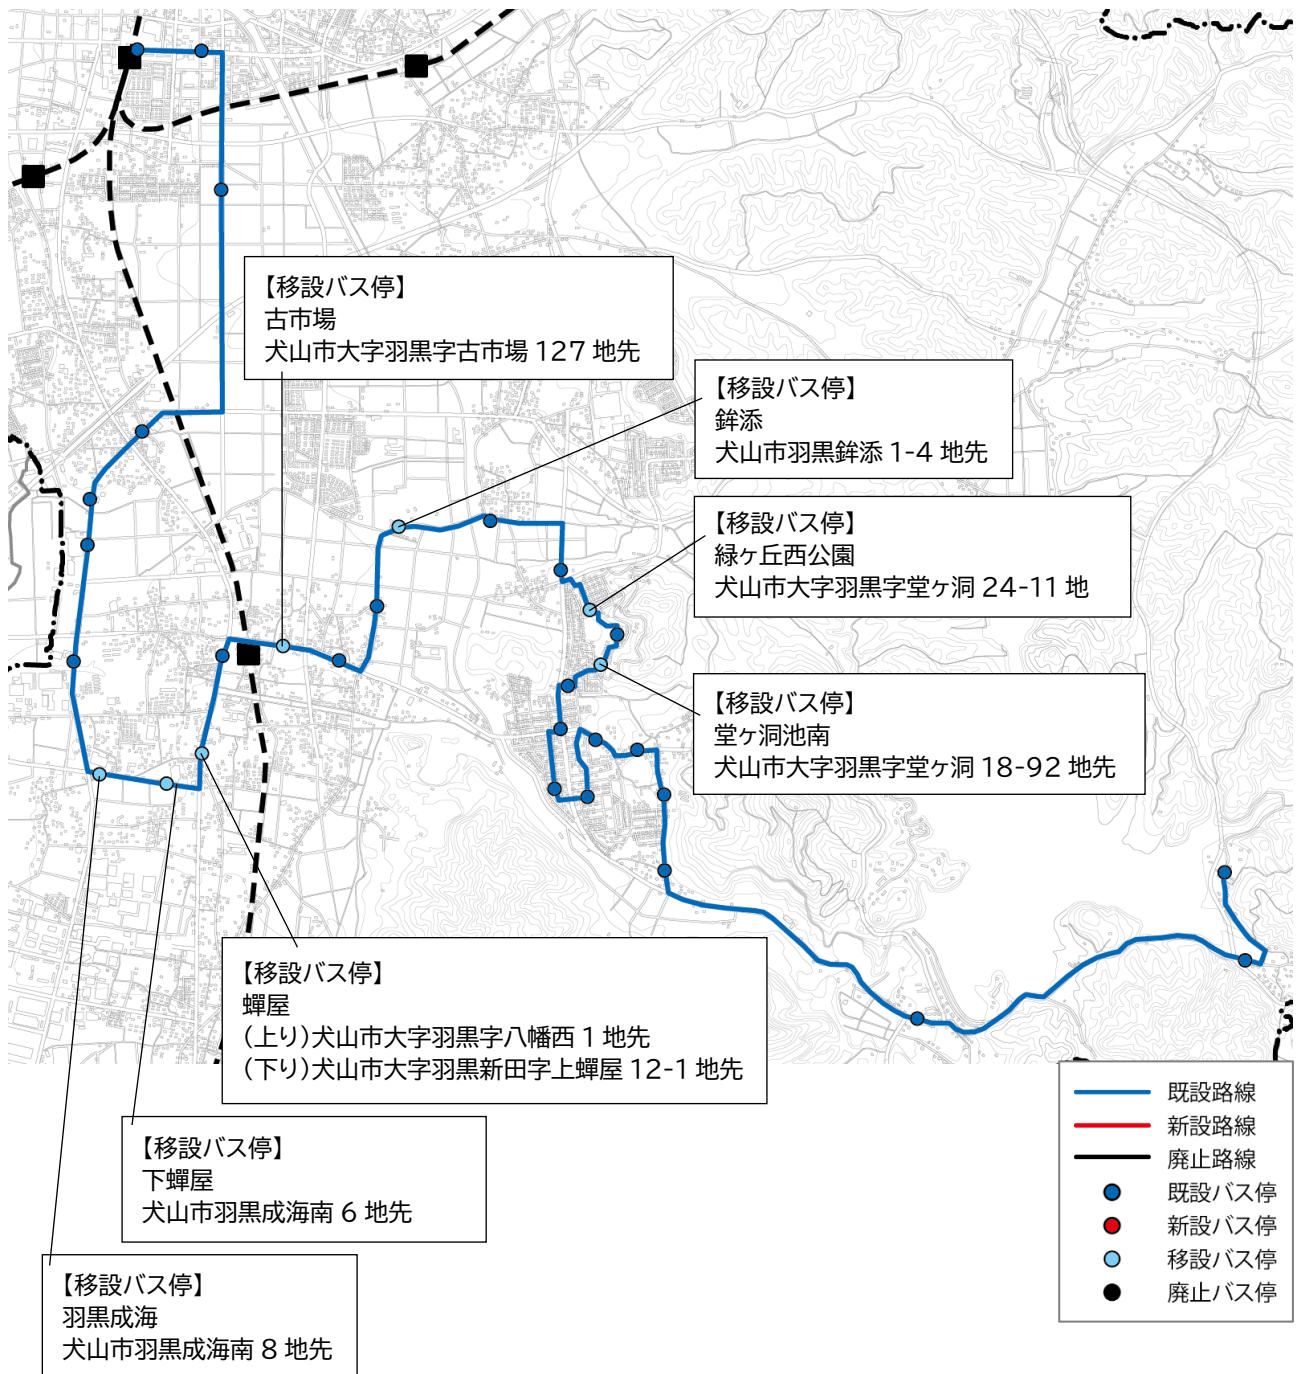 【移設バス停】
古市場
犬山市大字羽黒字古市場 127 地先
【移設バス停】
鉾添
犬山市羽黒鉾添 1-4 地先
【移設バス停】
緑ヶ丘西公園
犬山市大字羽黒字堂ヶ洞 24-11 地
【移設バス停】
堂ヶ洞池南
犬山市大字羽黒字堂ヶ洞 18-92 地先
【移設バス停】
蟬屋
（上り）犬山市大字羽黒字八幡西 1 地先
（下り）犬山市大字羽黒新田字上蟬屋 12-1 地先
【移設バス停】
下蟬屋
犬山市羽黒成海南 6 地先
【移設バス停】
羽黒成海
犬山市羽黒成海南 8 地先
既設路線
新設路線
廃止路線
既設バス停
新設バス停
移設バス停
廃止バス停